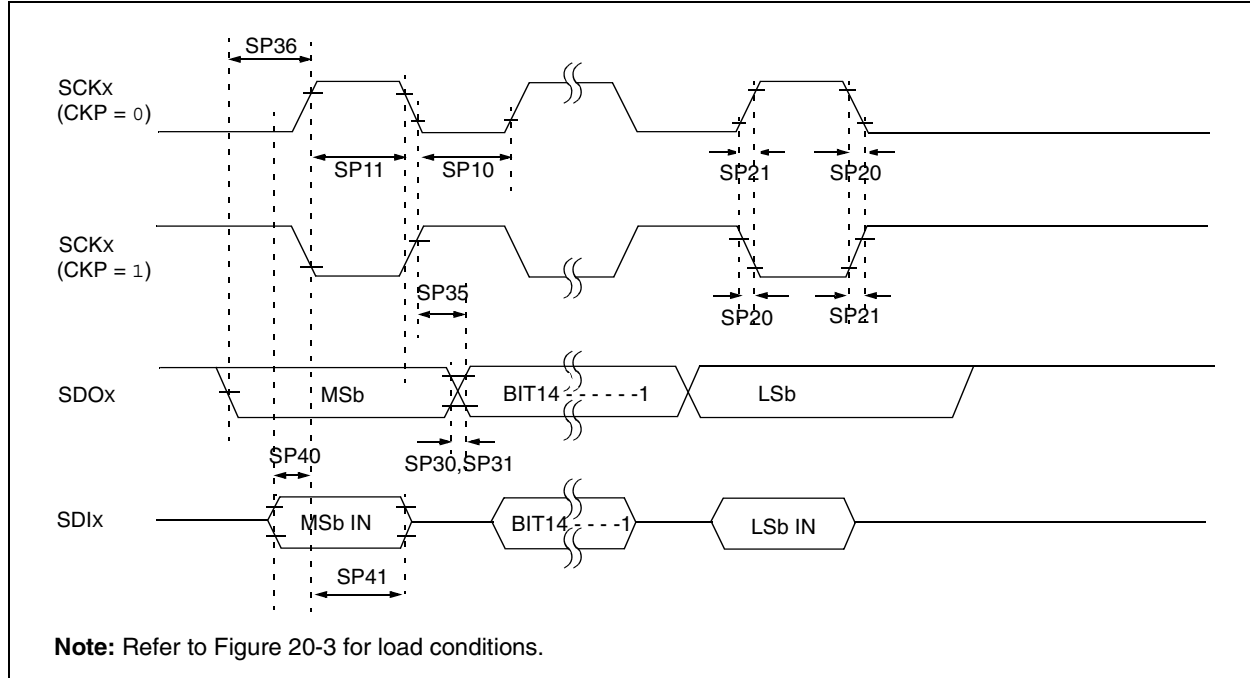 SP36
SCKx
(CKP = 0)
SP11
SP10
SP21
SP20
SCKx
(CKP = 1)
SP35
SP20
SP21
SDOx
MSb
BIT14 - - - - - -1
LSb
SP40
SP30,SP31
SDIx
MSb IN
BIT14 - - - - -1
LSb IN
SP41
Note: Refer to Figure 20-3 for load conditions.